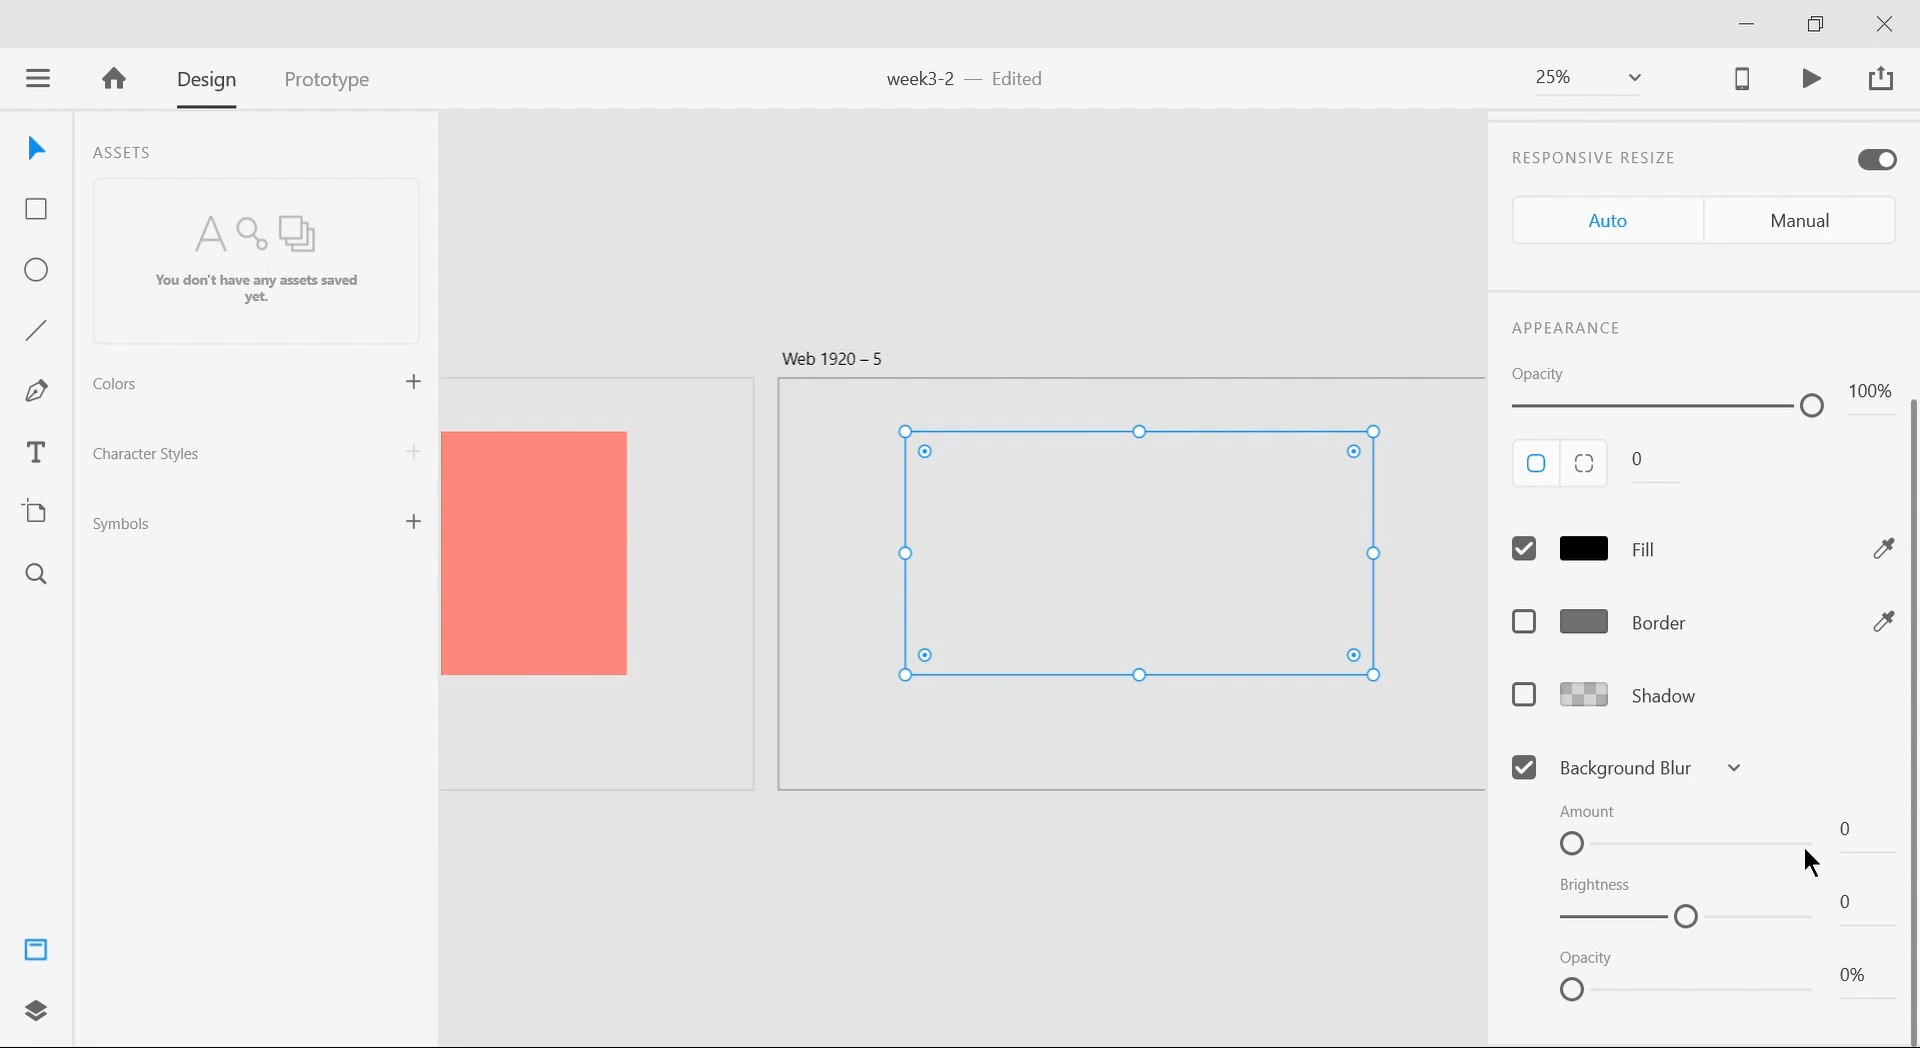 Design
Prototype
week3-2 — Edited
25%
ASSETS
You don't have any assets saved
yet.
Colors
Character Styles
Symbols
Web 1920 – 5
RESPONSIVE RESIZE
Auto
Manual
APPEARANCE
Opacity
100%
0
Fill
Border
Shadow
Background Blur
Amount
0
Brightness
0
Opacity
0%